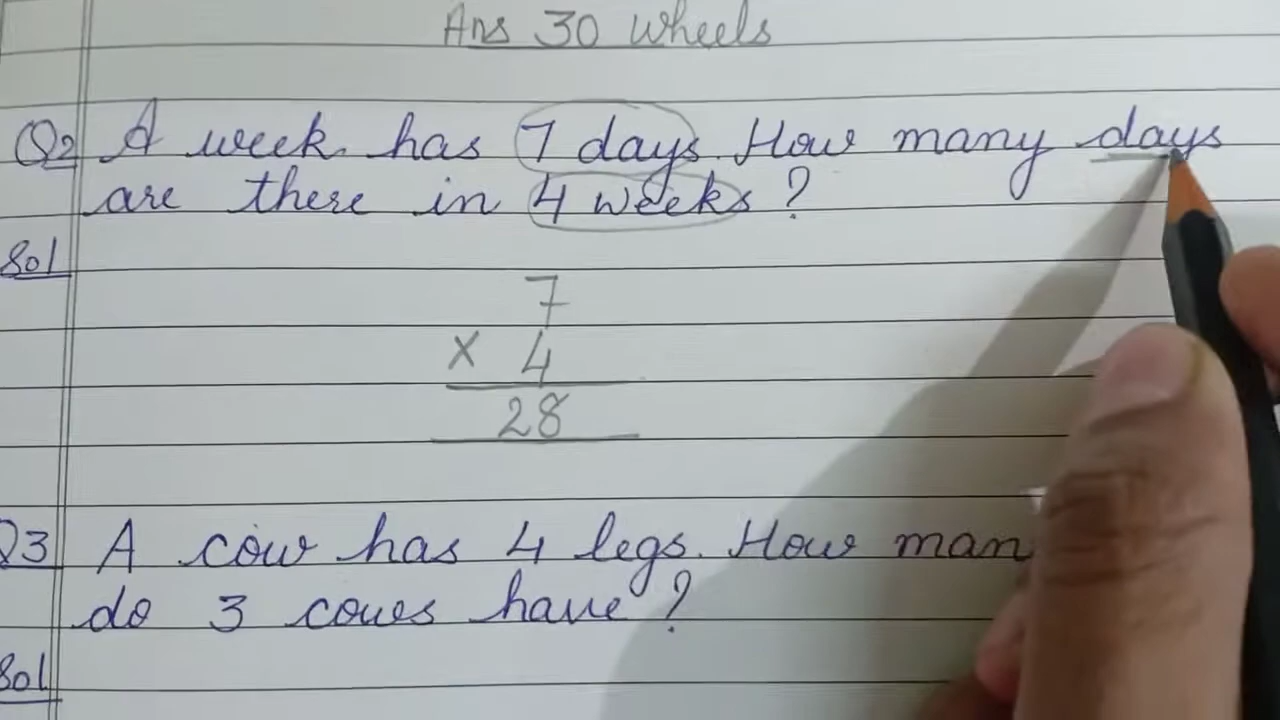 Ans 30 wheels
Q2 A week has 7 days. How many days
are there in 4 weeks?
Sol
7
× 4
28
Q3 A cow has 4 legs. How man
do 3 cows have?
Sol